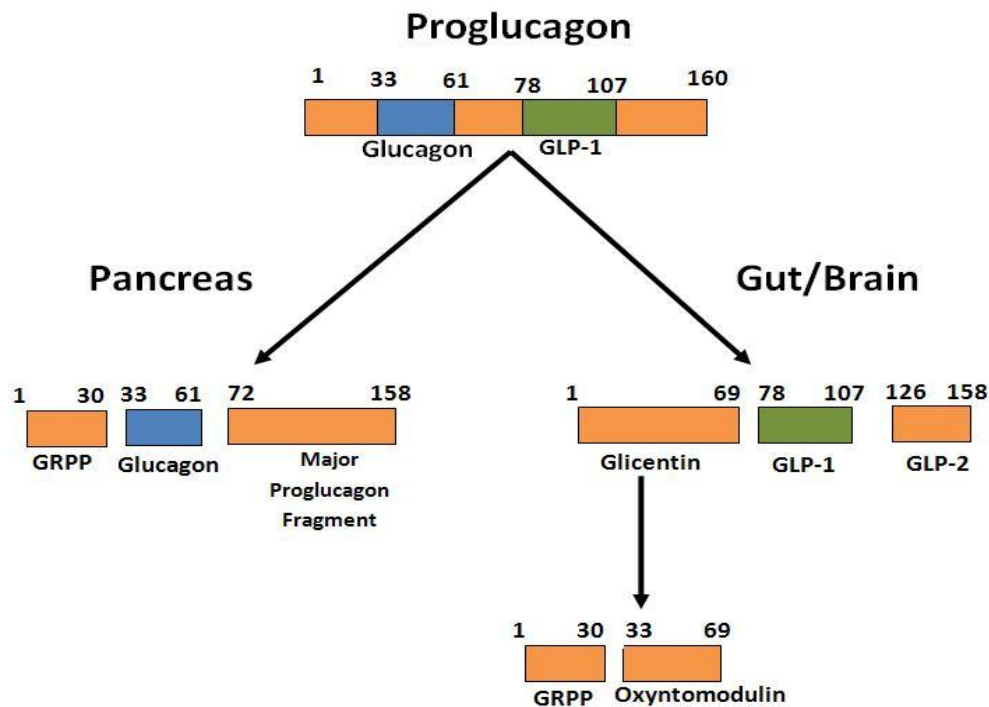 Proglucagon
1 33 61 78 107 160
Glucagon GLP-1
Pancreas Gut/Brain
1 30 33 61 72 158 1 69 78 107 126 158
GRPP Glucagon Major Glicentin GLP-1 GLP-2
Proglucagon
Fragment
1 30 33 69
GRPP Oxyntomodulin